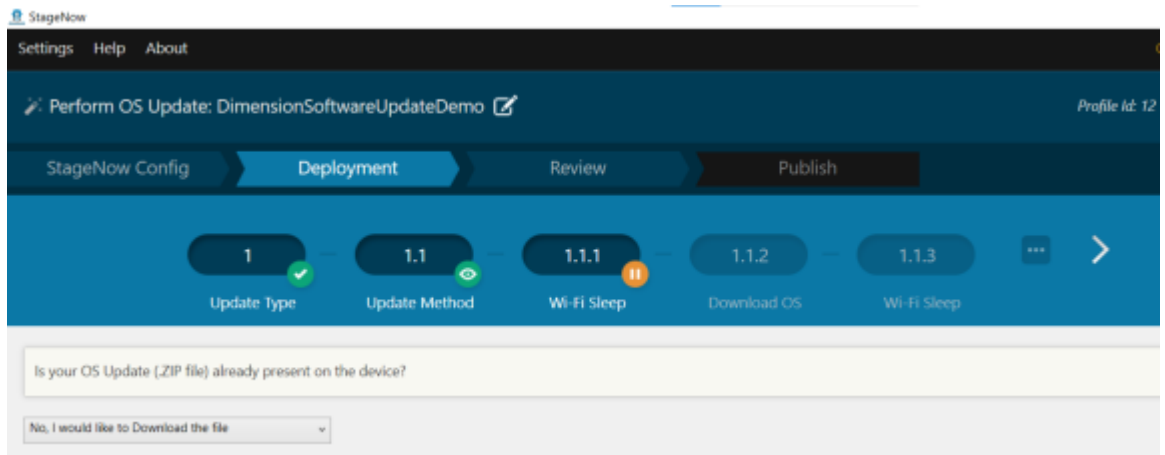 StageNow
Settings Help About
Perform OS Update: DimensionSoftwareUpdateDemo
Profile Id: 12
StageNow Config Deployment Review Publish
1 1.1 1.1.1 1.1.2 1.1.3 ...
Update Type Update Method Wi-Fi Sleep Download OS Wi-Fi Sleep
Is your OS Update (.ZIP file) already present on the device?
No, I would like to Download the file